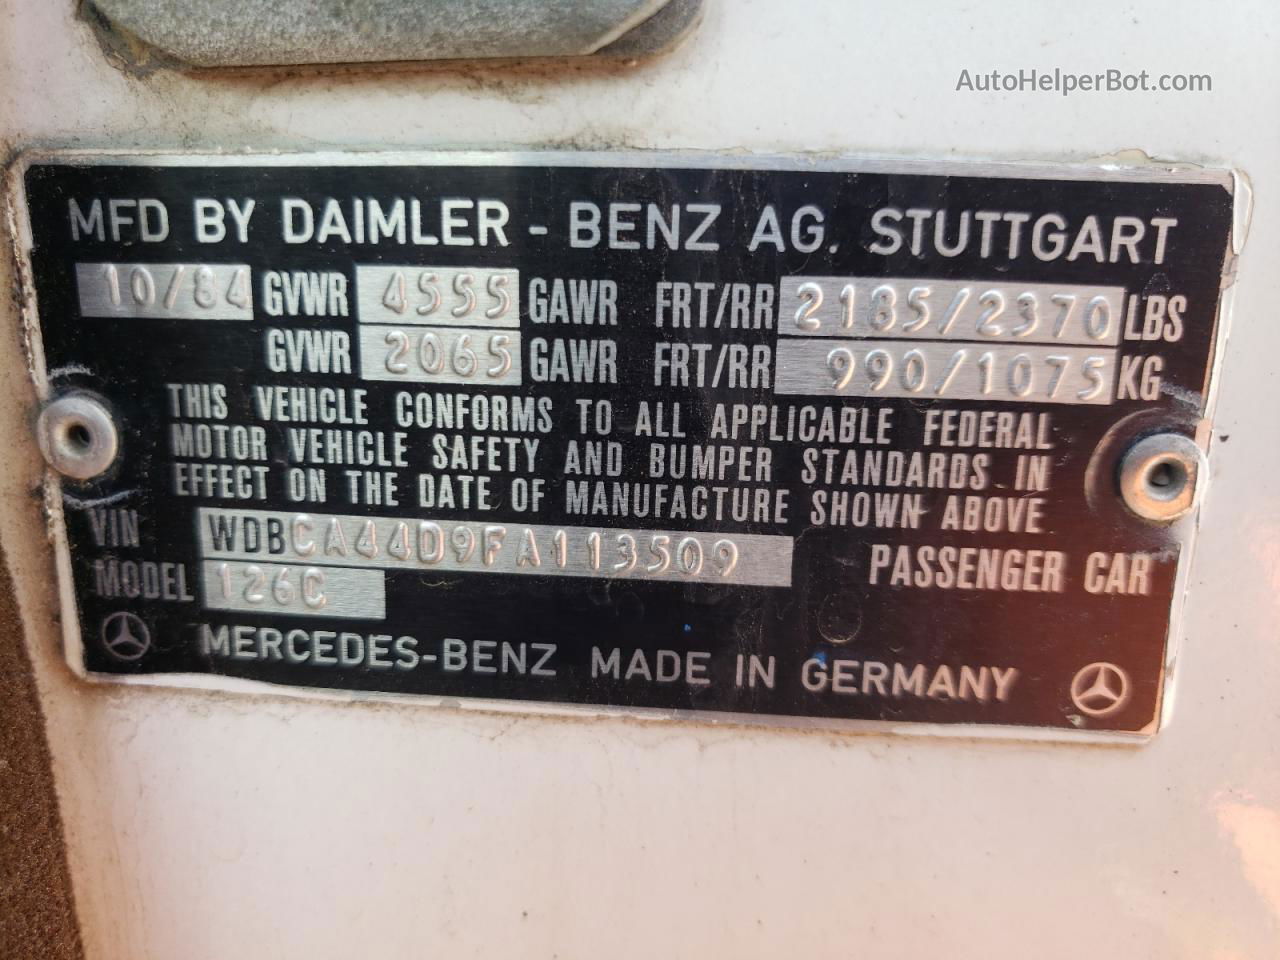 AutoHelperBot.com
MFD BY DAIMLER - BENZ AG. STUTTGART
10/84 GVWR 4555 GAWR FRT/RR 2185/2370 LBS
GVWR 2065 GAWR FRT/RR 990/1075 KG
THIS VEHICLE CONFORMS TO ALL APPLICABLE FEDERAL
MOTOR VEHICLE SAFETY AND BUMPER STANDARDS IN
EFFECT ON THE DATE OF MANUFACTURE SHOWN ABOVE
VIN WDBCA44D9FA113509 PASSENGER CAR
MODEL 126C
MERCEDES-BENZ MADE IN GERMANY